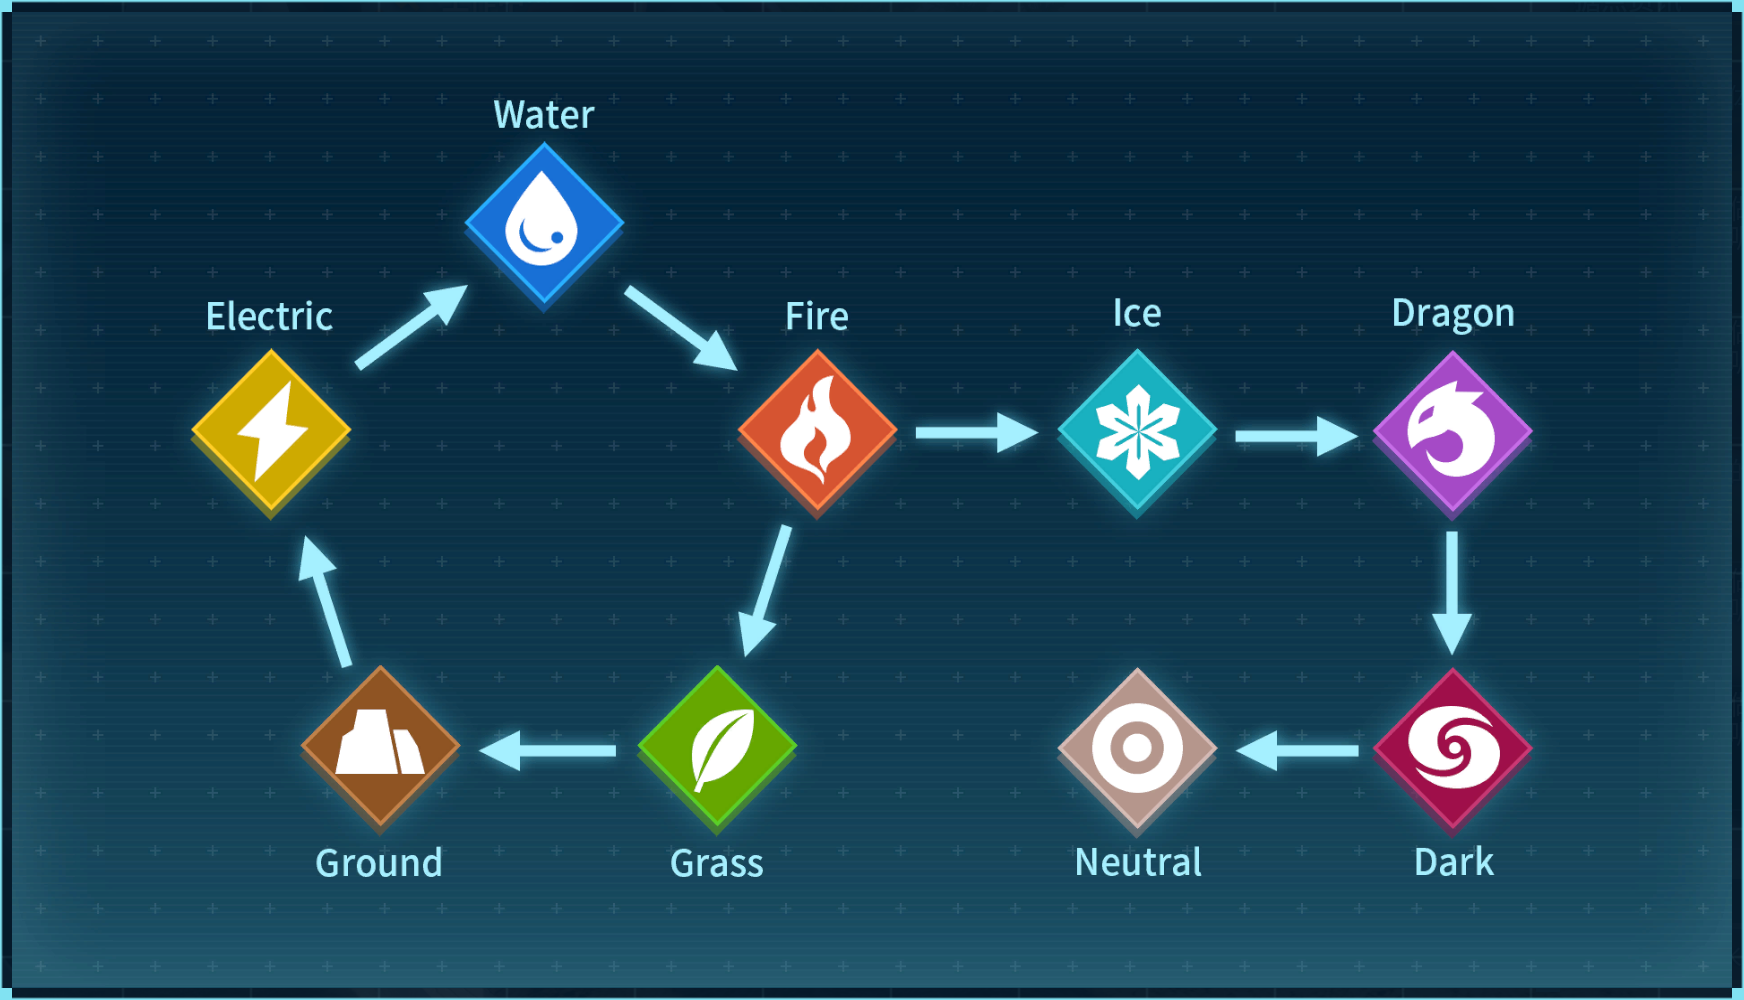 Water
Electric
Fire
Ice
Dragon
Ground
Grass
Neutral
Dark